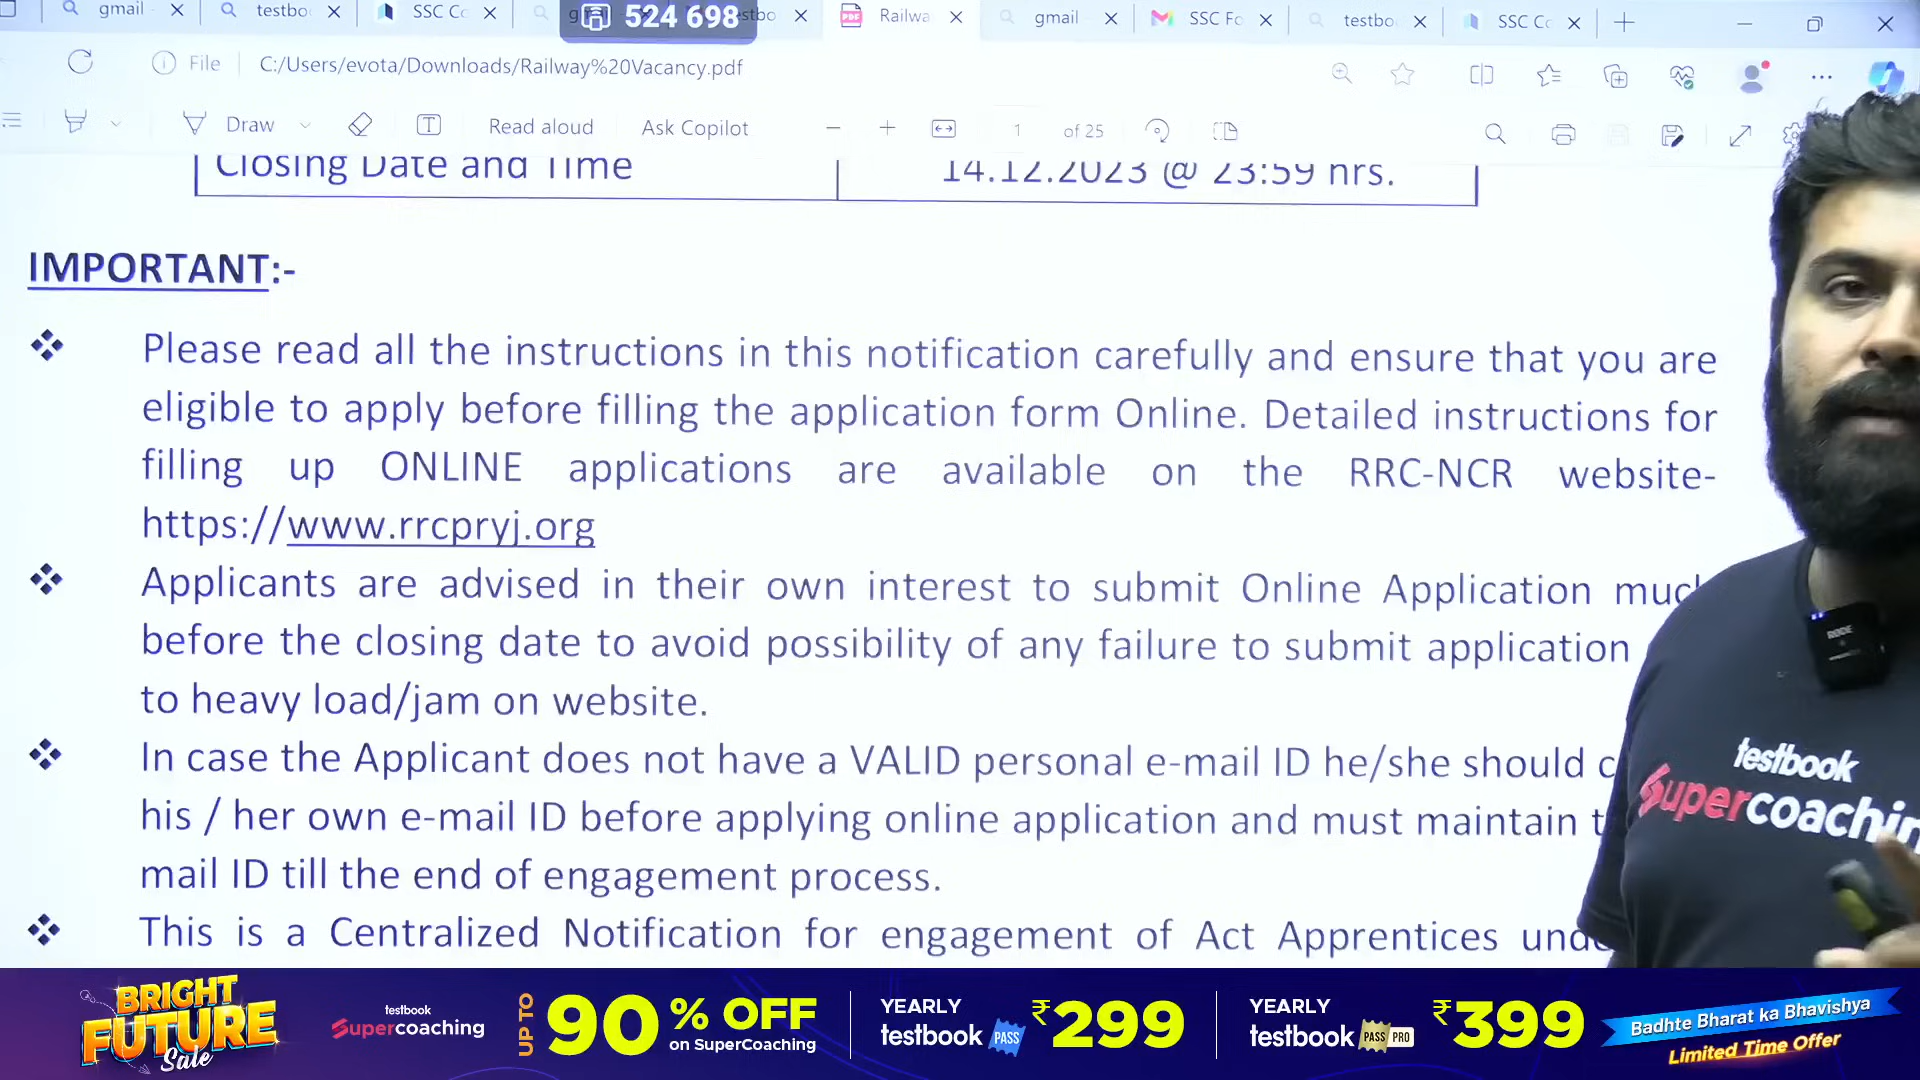 gmail
testbo
SSC Co
524 698
stbo
Railwa
gmail
SSC Fo
testbo
SSC Co
File
C:/Users/evota/Downloads/Railway%20Vacancy.pdf
Draw
Read aloud
Ask Copilot
1 of 25
Closing Date and Time
14.12.2023 @ 23:59 hrs.
IMPORTANT:-
Please read all the instructions in this notification carefully and ensure that you are
eligible to apply before filling the application form Online. Detailed instructions for
filling up ONLINE applications are available on the RRC-NCR website-
https://www.rrcpryj.org
Applicants are advised in their own interest to submit Online Application muc
before the closing date to avoid possibility of any failure to submit application
to heavy load/jam on website.
In case the Applicant does not have a VALID personal e-mail ID he/she should c
his / her own e-mail ID before applying online application and must maintain t
mail ID till the end of engagement process.
This is a Centralized Notification for engagement of Act Apprentices und
RODE
testbook
Supercoachin
BRIGHT
FUTURE
Sale
testbook
Supercoaching
UP TO
90% OFF
on SuperCoaching
YEARLY
testbook PASS
₹299
YEARLY
testbook PASS PRO
₹399
Badhte Bharat ka Bhavishya
Limited Time Offer